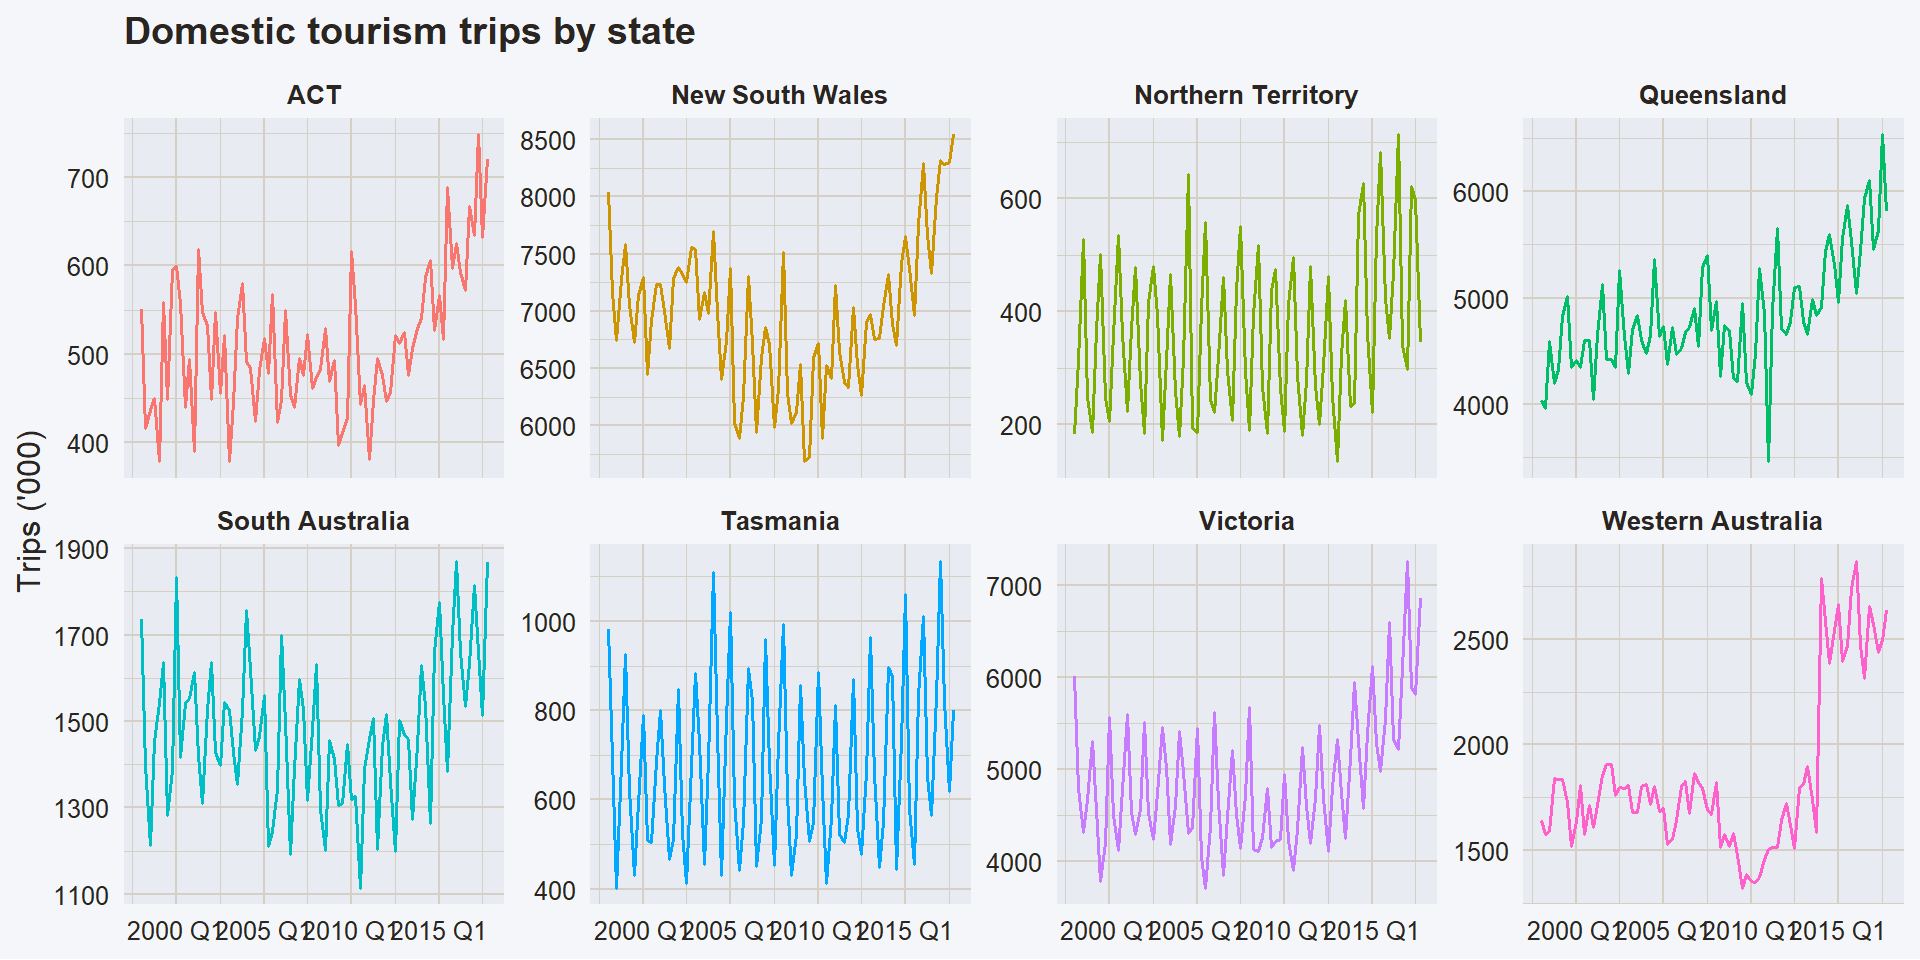 Domestic tourism trips by state
ACT
New South Wales
Northern Territory
Queensland
700
600
500
400
8500
8000
7500
7000
6500
6000
600
400
200
6000
5000
4000
Trips ('000)
South Australia
Tasmania
Victoria
Western Australia
1900
1700
1500
1300
1100
1000
800
600
400
7000
6000
5000
4000
2500
2000
1500
2000 Q1 2005 Q1 2010 Q1 2015 Q1
2000 Q1 2005 Q1 2010 Q1 2015 Q1
2000 Q1 2005 Q1 2010 Q1 2015 Q1
2000 Q1 2005 Q1 2010 Q1 2015 Q1